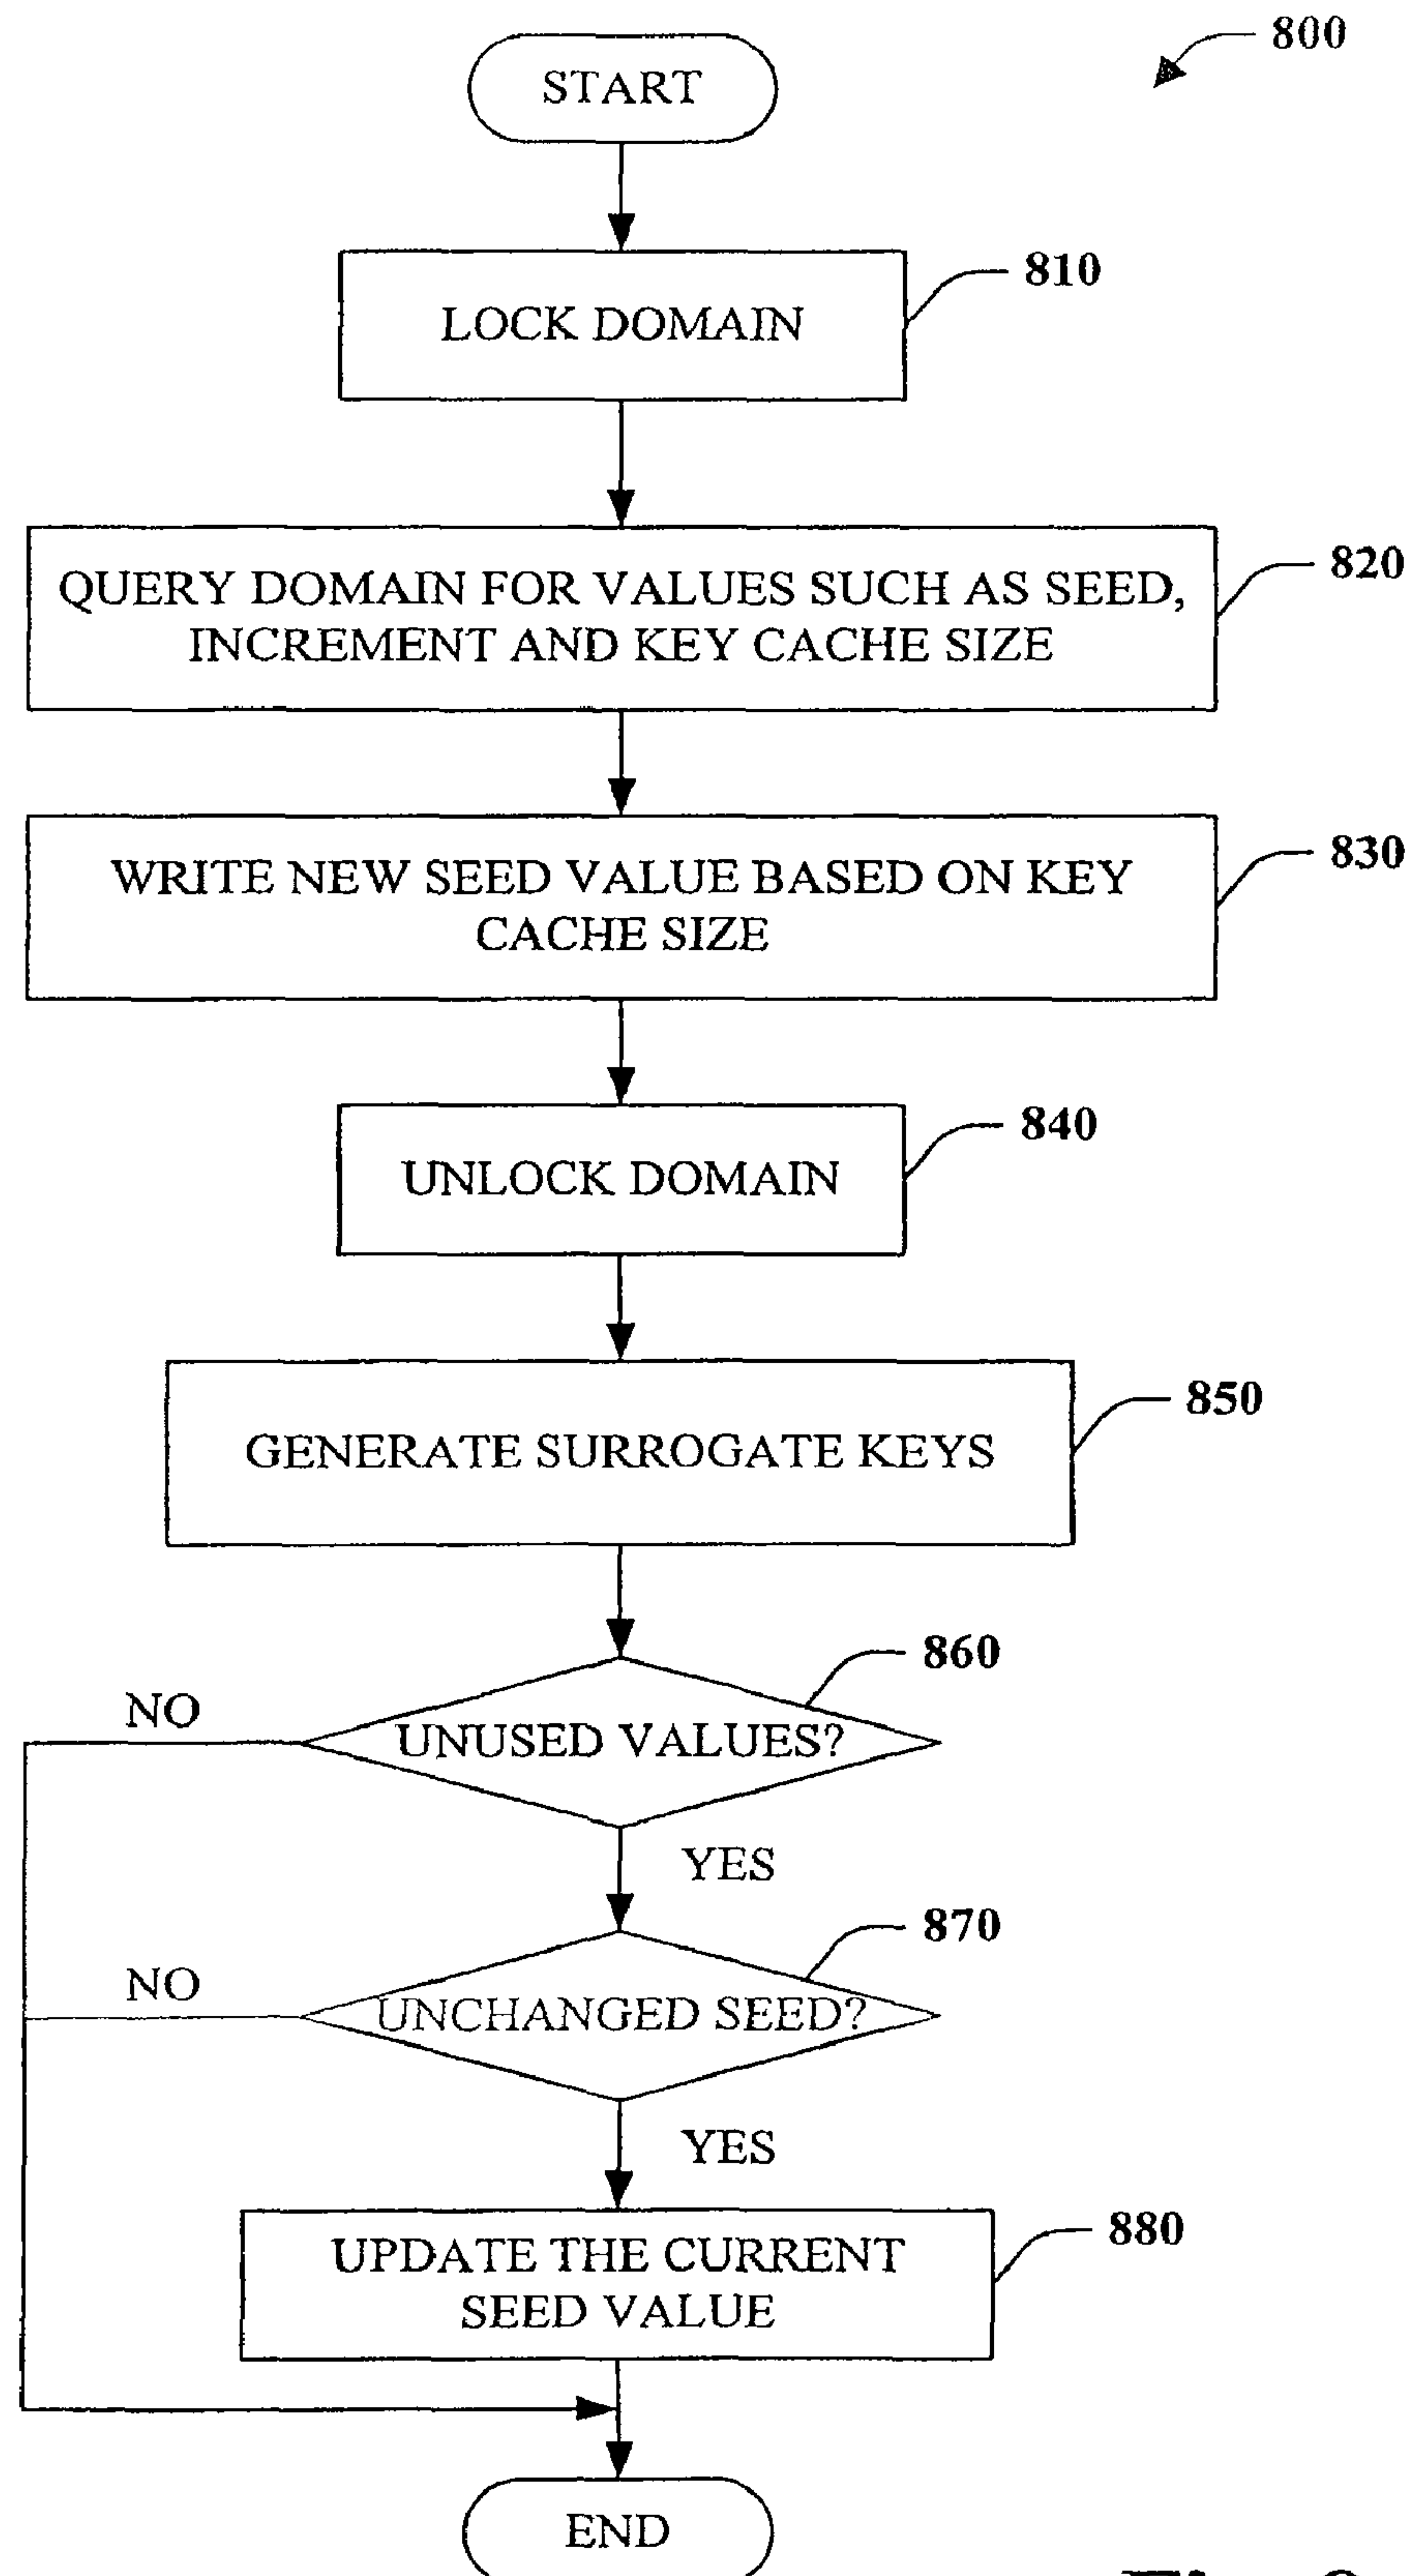 800
START
810
LOCK DOMAIN
820
QUERY DOMAIN FOR VALUES SUCH AS SEED,
INCREMENT AND KEY CACHE SIZE
830
WRITE NEW SEED VALUE BASED ON KEY
CACHE SIZE
840
UNLOCK DOMAIN
850
GENERATE SURROGATE KEYS
860
NO
UNUSED VALUES?
YES
870
NO
UNCHANGED SEED?
YES
880
UPDATE THE CURRENT
SEED VALUE
END